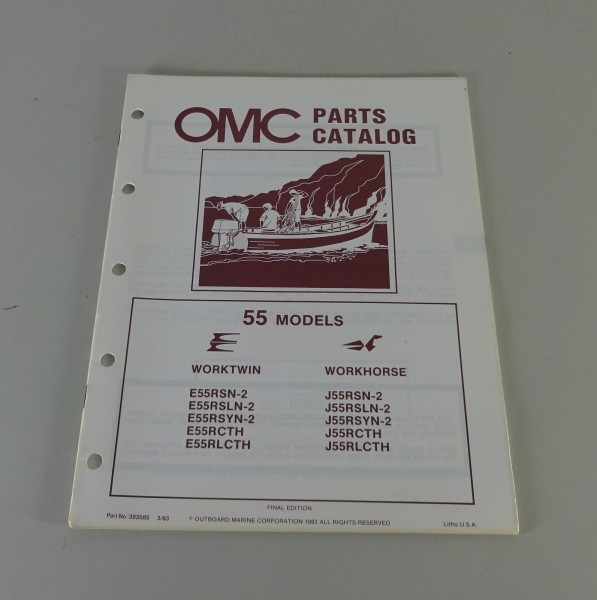 OMC PARTS
CATALOG
55 MODELS
WORKTWIN
E55RSN-2
E55RSLN-2
E55RSYN-2
E55RCTH
E55RLCTH
WORKHORSE
J55RSN-2
J55RSLN-2
J55RSYN-2
J55RCTH
J55RLCTH
FINAL EDITION
Part No. 393595 3/83
© OUTBOARD MARINE CORPORATION 1983 ALL RIGHTS RESERVED
Litho U.S.A.